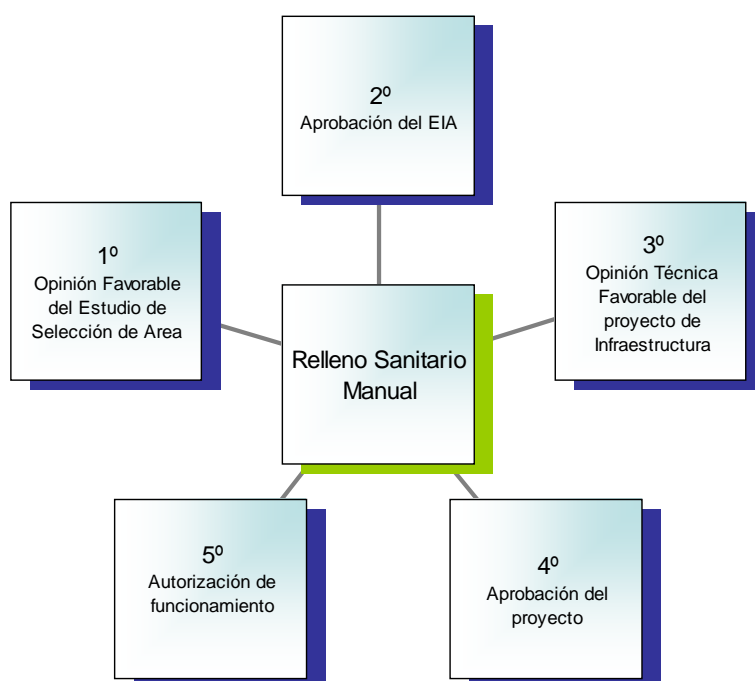 1º
Opinión Favorable
del Estudio de
Selección de Area
2º
Aprobación del EIA
3º
Opinión Técnica
Favorable del
proyecto de
Infraestructura
Relleno Sanitario
Manual
4º
Aprobación del
proyecto
5º
Autorización de
funcionamiento